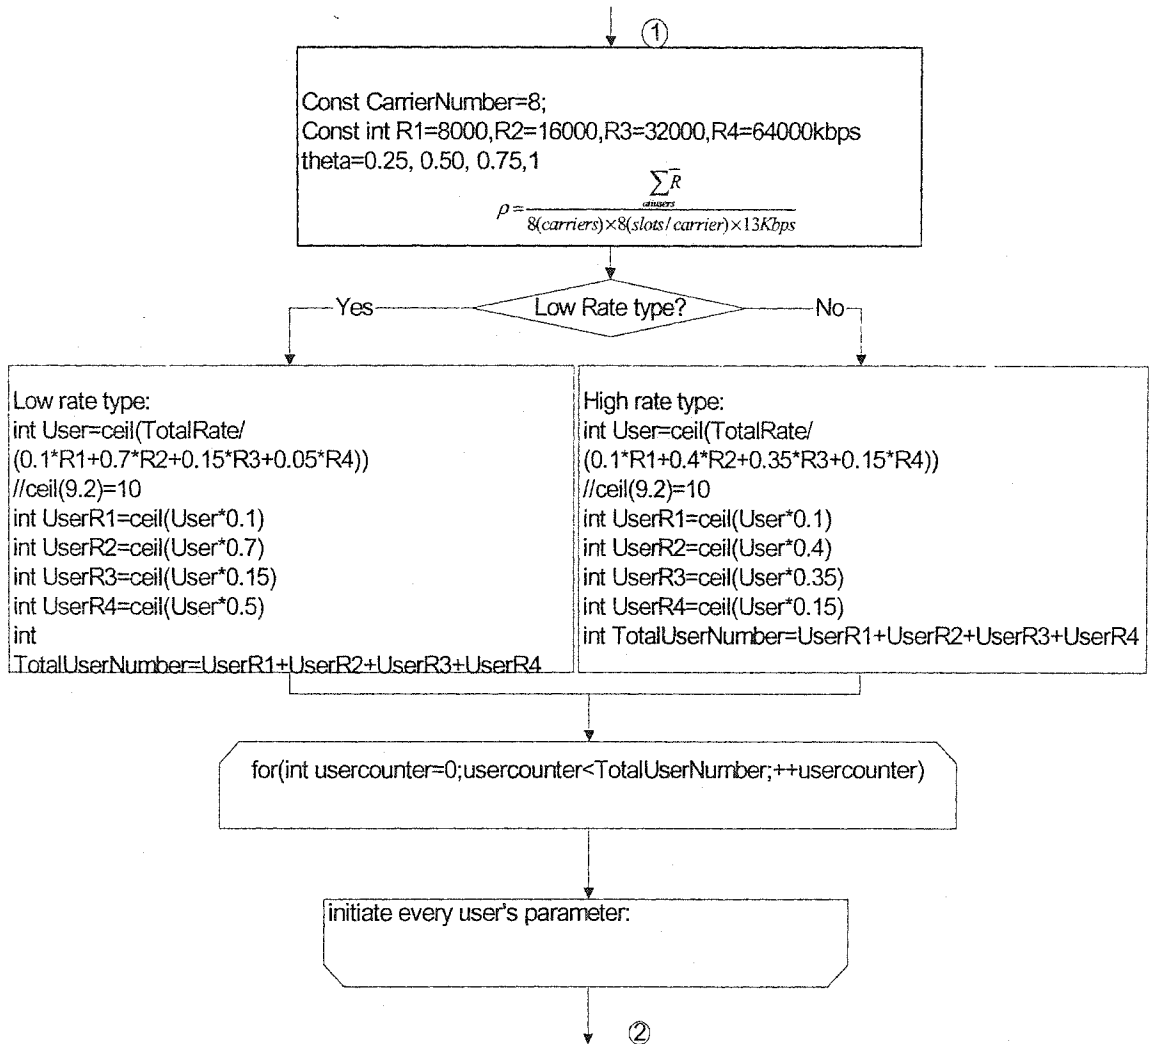 ①
Const CarrierNumber=8;
Const int R1=8000,R2=16000,R3=32000,R4=64000kbps
theta=0.25, 0.50, 0.75,1
∑R̅
allusers
ρ=
8(carriers)×8(slots/carrier)×13Kbps
Yes
Low Rate type?
No
Low rate type:
int User=ceil(TotalRate/
(0.1*R1+0.7*R2+0.15*R3+0.05*R4))
//ceil(9.2)=10
int UserR1=ceil(User*0.1)
int UserR2=ceil(User*0.7)
int UserR3=ceil(User*0.15)
int UserR4=ceil(User*0.5)
int
TotalUserNumber=UserR1+UserR2+UserR3+UserR4
High rate type:
int User=ceil(TotalRate/
(0.1*R1+0.4*R2+0.35*R3+0.15*R4))
//ceil(9.2)=10
int UserR1=ceil(User*0.1)
int UserR2=ceil(User*0.4)
int UserR3=ceil(User*0.35)
int UserR4=ceil(User*0.15)
int TotalUserNumber=UserR1+UserR2+UserR3+UserR4
for(int usercounter=0;usercounter<TotalUserNumber;++usercounter)
initiate every user's parameter:
②